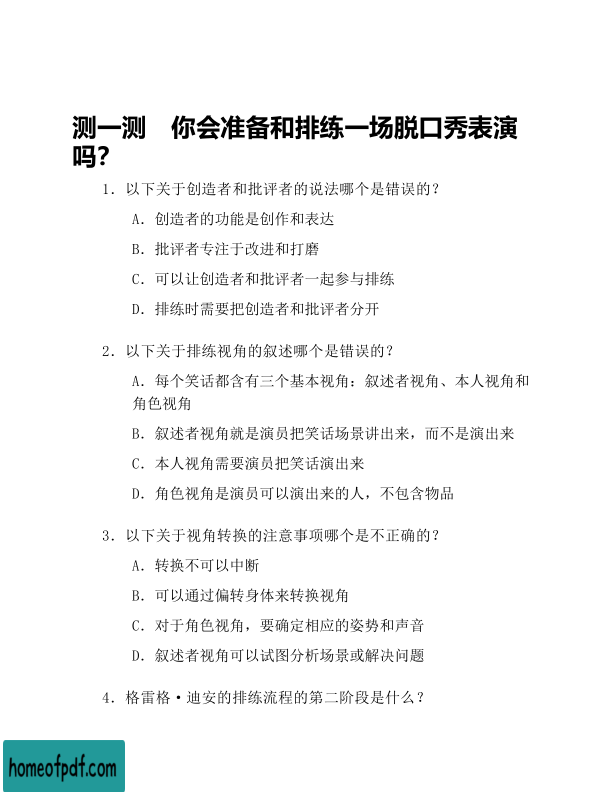 测一测　你会准备和排练一场脱口秀表演
吗？
1．以下关于创造者和批评者的说法哪个是错误的？
A．创造者的功能是创作和表达
B．批评者专注于改进和打磨
C．可以让创造者和批评者一起参与排练
D．排练时需要把创造者和批评者分开
2．以下关于排练视角的叙述哪个是错误的？
A．每个笑话都含有三个基本视角：叙述者视角、本人视角和
角色视角
B．叙述者视角就是演员把笑话场景讲出来，而不是演出来
C．本人视角需要演员把笑话演出来
D．角色视角是演员可以演出来的人，不包含物品
3．以下关于视角转换的注意事项哪个是不正确的？
A．转换不可以中断
B．可以通过偏转身体来转换视角
C．对于角色视角，要确定相应的姿势和声音
D．叙述者视角可以试图分析场景或解决问题
4．格雷格·迪安的排练流程的第二阶段是什么？
homeofpdf.com